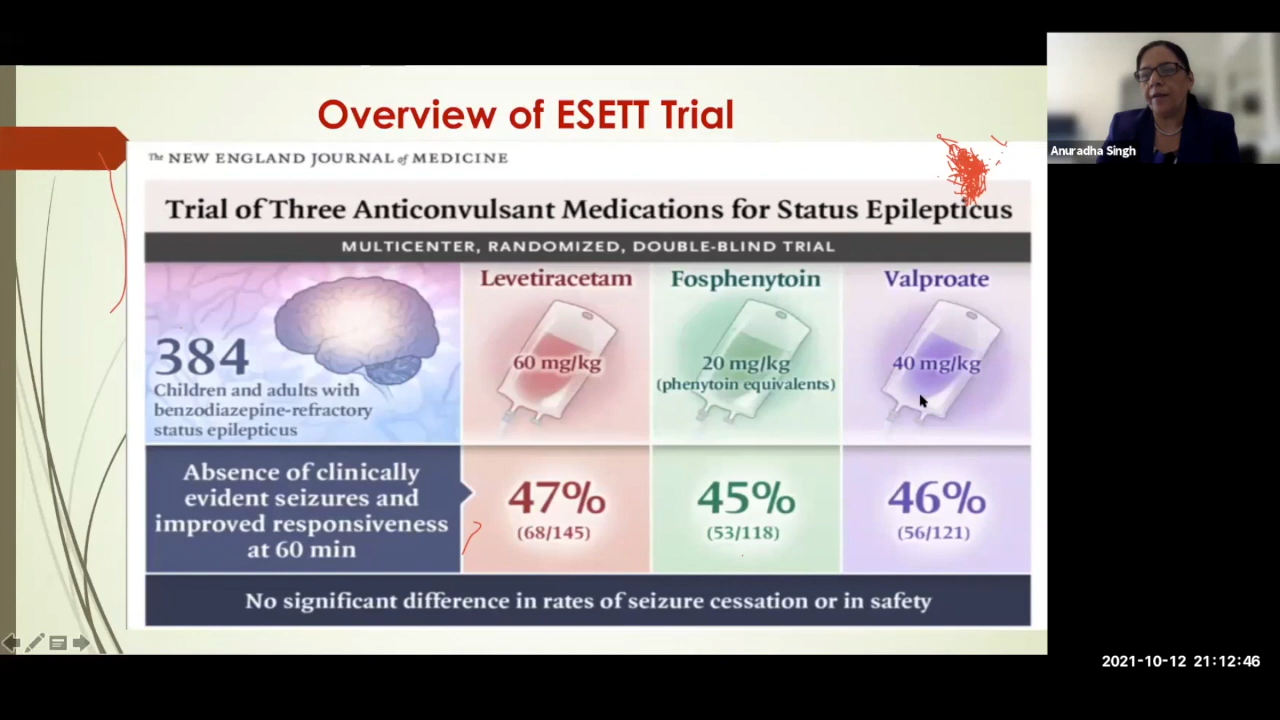 Overview of ESETT Trial
The NEW ENGLAND JOURNAL of MEDICINE
Trial of Three Anticonvulsant Medications for Status Epilepticus
MULTICENTER, RANDOMIZED, DOUBLE-BLIND TRIAL
384
Children and adults with
benzodiazepine-refractory
status epilepticus
Levetiracetam
60 mg/kg
Fosphenytoin
20 mg/kg
(phenytoin equivalents)
Valproate
40 mg/kg
Absence of clinically
evident seizures and
improved responsiveness
at 60 min
47%
(68/145)
45%
(53/118)
46%
(56/121)
No significant difference in rates of seizure cessation or in safety
Anuradha Singh
2021-10-12 21:12:46